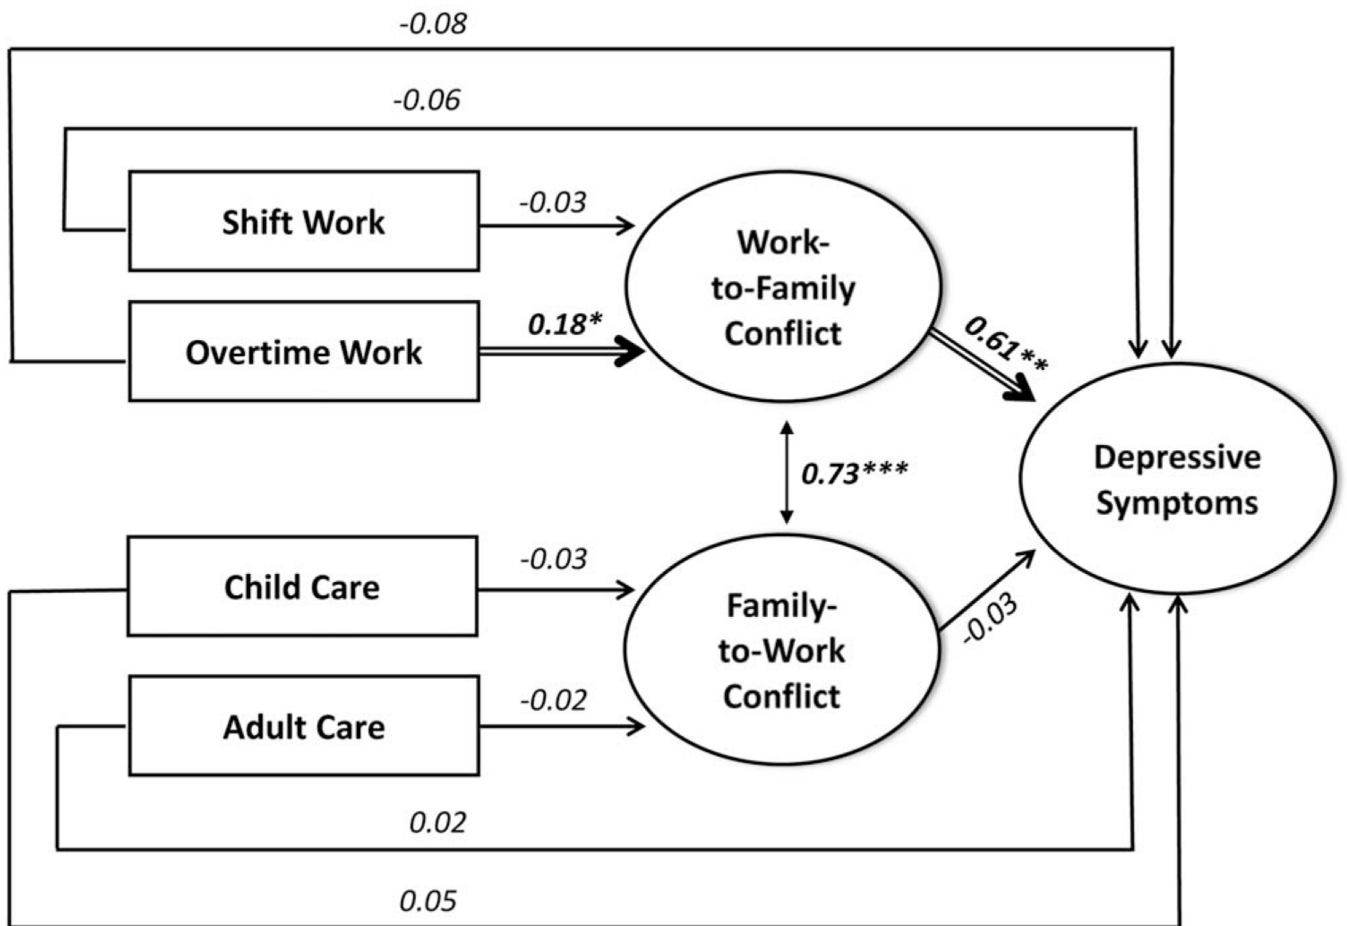 -0.08
-0.06
Shift Work
-0.03
Work-
to-Family
Conflict
Overtime Work
0.18*
0.61**
Depressive
Symptoms
0.73***
Child Care
-0.03
Family-
to-Work
Conflict
-0.03
Adult Care
-0.02
0.02
0.05